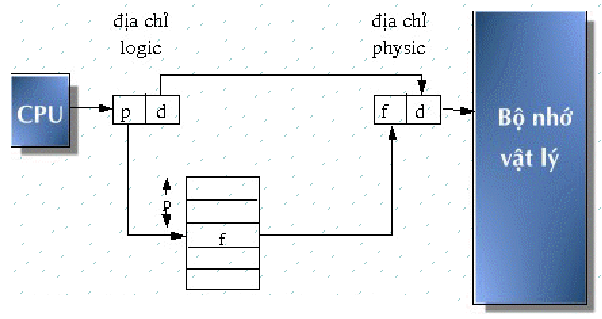 địa chỉ
logic
địa chỉ
physic
CPU
p d
f d
Bộ nhớ
vật lý
p
f